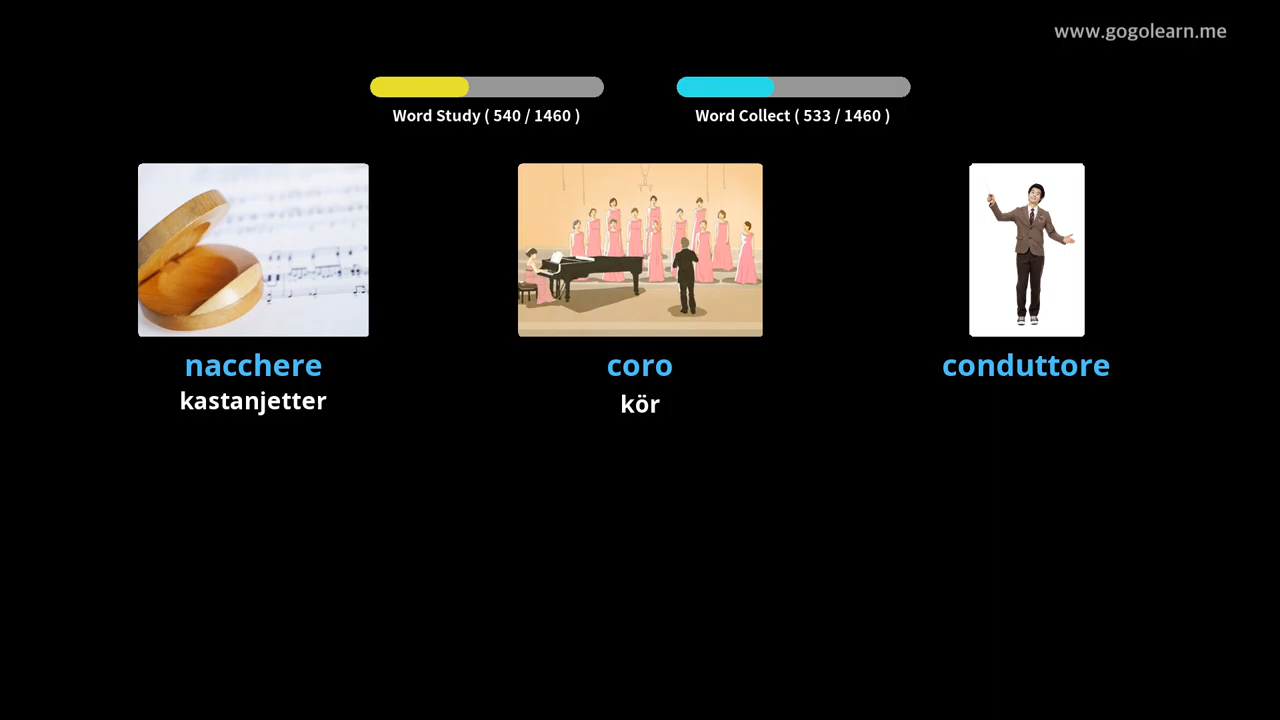 www.gogolearn.me
Word Study ( 540 / 1460 )
Word Collect ( 533 / 1460 )
nacchere
kastanjetter
coro
kör
conduttore